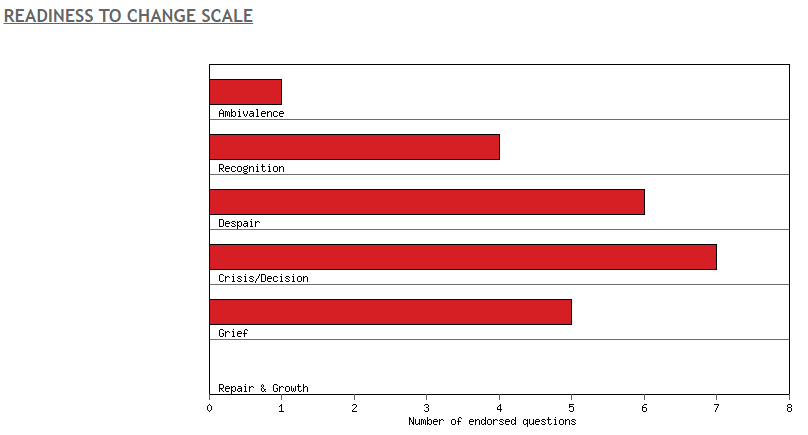 READINESS TO CHANGE SCALE
Ambivalence
Recognition
Despair
Crisis/Decision
Grief
Repair & Growth
0 1 2 3 4 5 6 7 8
Number of endorsed questions